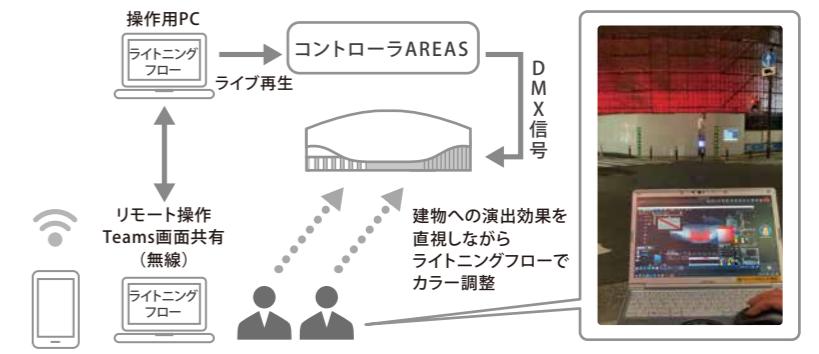 操作用PC
ライトニング
フロー
ライブ再生
コントローラAREAS
DMX信号
リモート操作
Teams画面共有
(無線)
ライトニング
フロー
建物への演出効果を
直視しながら
ライトニングフローで
カラー調整